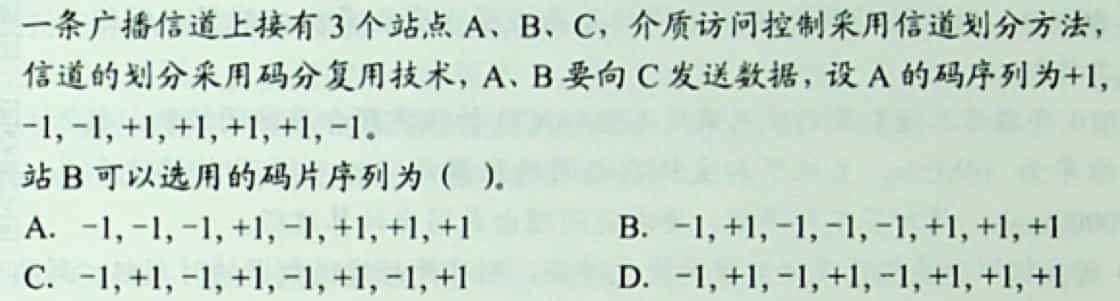 一条广播信道上接有 3 个站点 A、B、C，介质访问控制采用信道划分方法，
信道的划分采用码分复用技术，A、B 要向 C 发送数据，设 A 的码序列为+1,
-1, -1, +1, +1, +1, +1, -1。
站 B 可以选用的码片序列为（ ）。
A. -1, -1, -1, +1, -1, +1, +1, +1 B. -1, +1, -1, -1, -1, +1, +1, +1
C. -1, +1, -1, +1, -1, +1, -1, +1 D. -1, +1, -1, +1, -1, +1, +1, +1